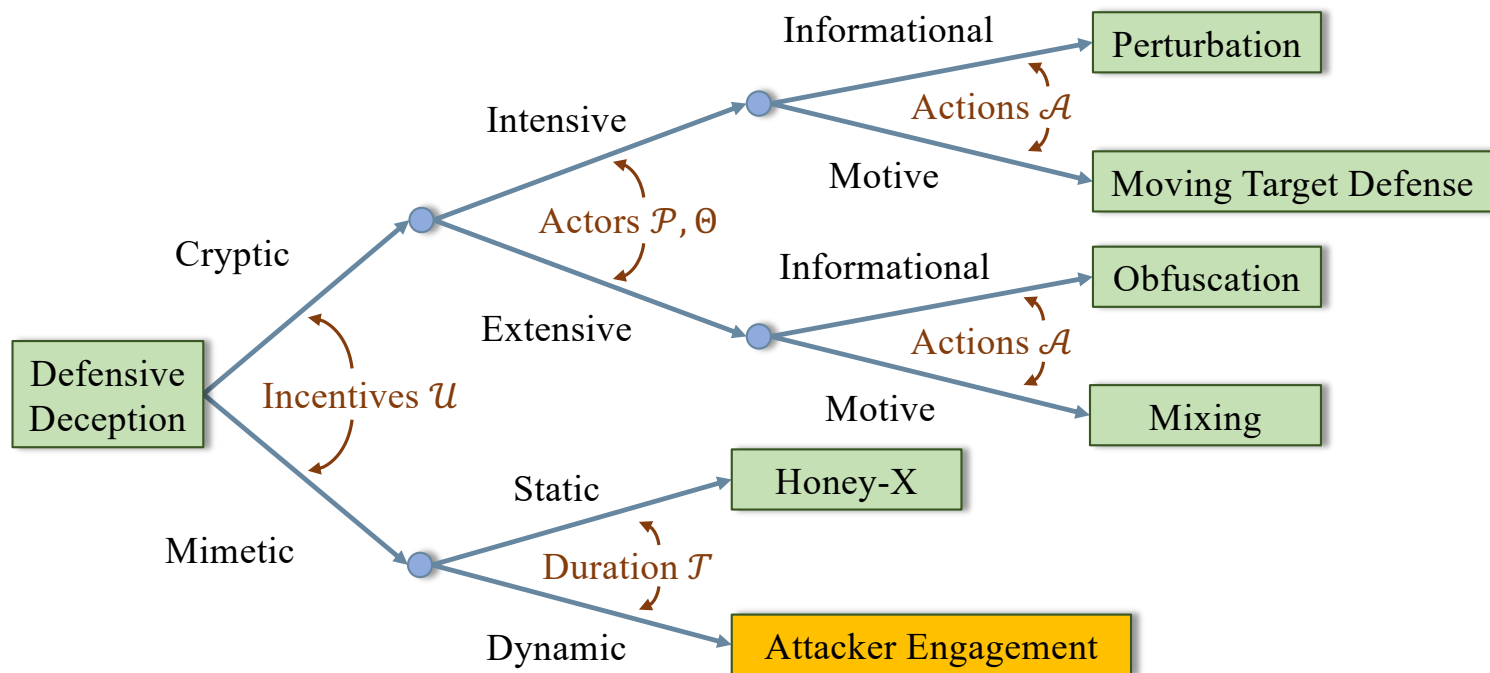 Informational
Perturbation
Intensive
Actions 𝒜
Motive
Moving Target Defense
Actors 𝒫, Θ
Cryptic
Informational
Obfuscation
Extensive
Actions 𝒜
Defensive
Deception
Incentives 𝒰
Motive
Mixing
Static
Honey-X
Mimetic
Duration 𝒯
Dynamic
Attacker Engagement